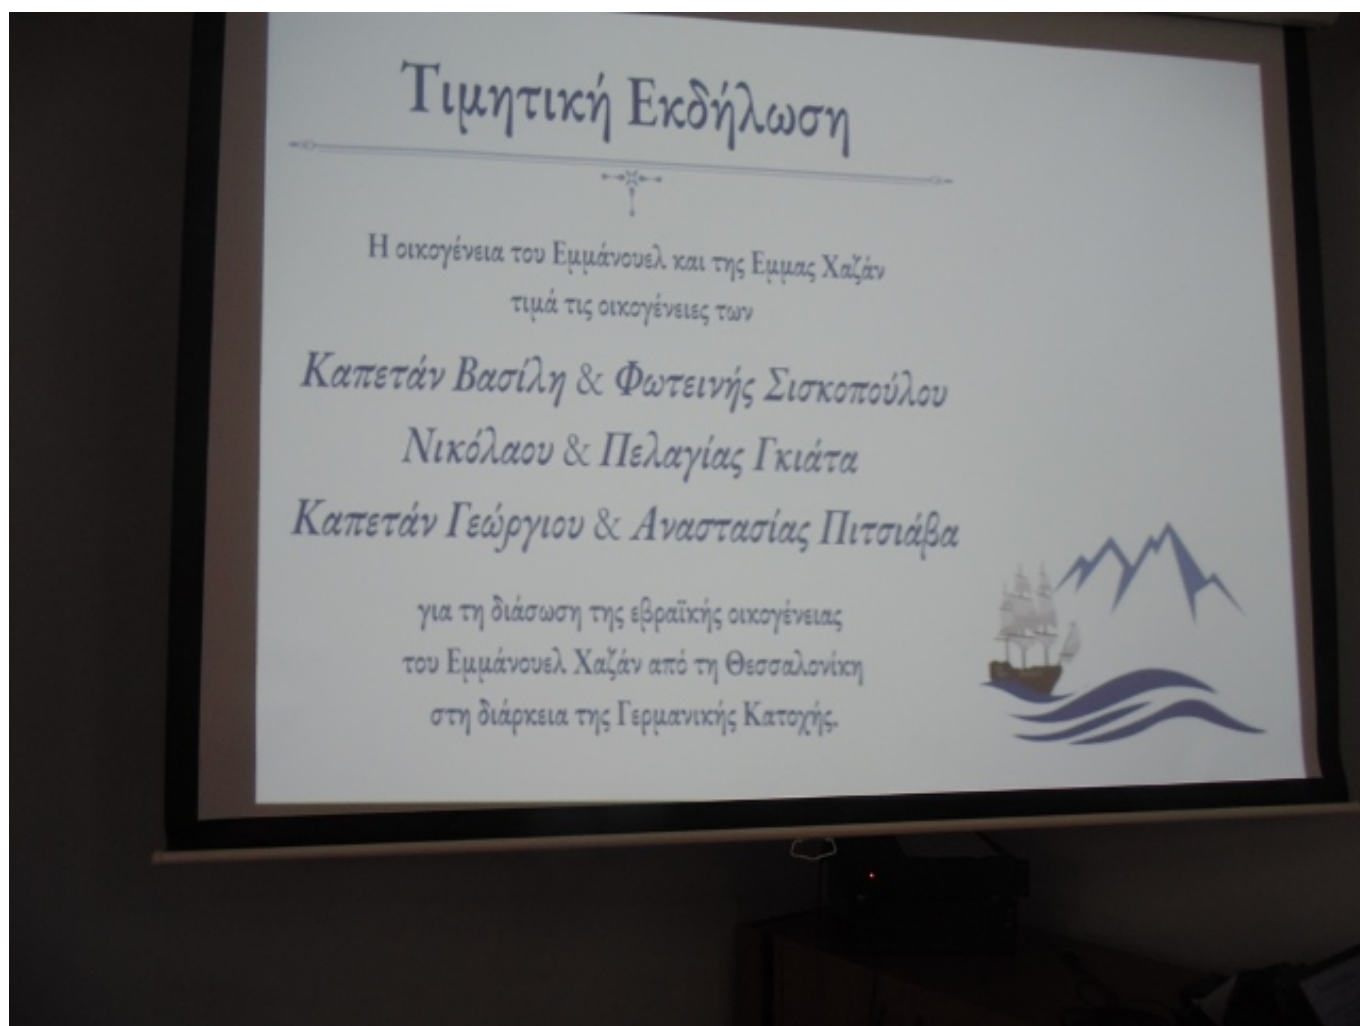 Τιμητική Εκδήλωση
Η οικογένεια του Εμμάνουελ και της Εμμας Χαζάν
τιμά τις οικογένειες των
Καπετάν Βασίλη & Φωτεινής Σισκοπούλου
Νικόλαου & Πελαγίας Γκιάτα
Καπετάν Γεώργιου & Αναστασίας Πιτσιάβα
για τη διάσωση της εβραϊκής οικογένειας
του Εμμάνουελ Χαζάν από τη Θεσσαλονίκη
στη διάρκεια της Γερμανικής Κατοχής.